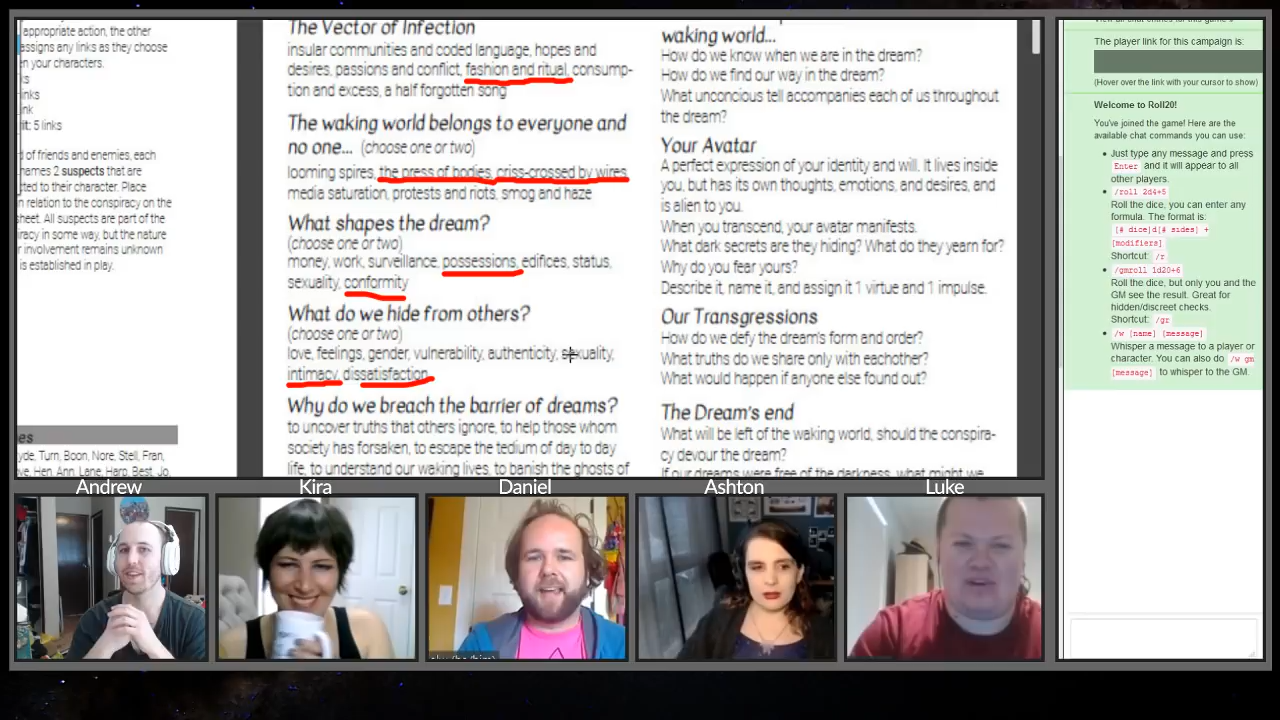 appropriate action, the other
assigns any links as they choose
en your characters.
links
5 links
d of friends and enemies, each
names 2 suspects that are
ted to their character. Place
n relation to the conspiracy on the
sheet. All suspects are part of the
iracy in some way, but the nature
r involvement remains unknown
is established in play.
es
yde, Turn, Boon, Nore, Stell, Fran,
ve, Hen, Ann, Lane, Harp, Best, Jo,
The Vector of Infection
insular communities and coded language, hopes and
desires, passions and conflict, fashion and ritual, consump-
tion and excess, a half forgotten song
The waking world belongs to everyone and
no one... (choose one or two)
looming spires, the press of bodies, criss-crossed by wires,
media saturation, protests and riots, smog and haze
What shapes the dream?
(choose one or two)
money, work, surveillance, possessions, edifices, status,
sexuality, conformity
What do we hide from others?
(choose one or two)
love, feelings, gender, vulnerability, authenticity, sexuality,
intimacy, dissatisfaction
Why do we breach the barrier of dreams?
to uncover truths that others ignore, to help those whom
society has forsaken, to escape the tedium of day to day
life, to understand our waking lives, to banish the ghosts of
waking world...
How do we know when we are in the dream?
How do we find our way in the dream?
What unconcious tell accompanies each of us throughout
the dream?
Your Avatar
A perfect expression of your identity and will. It lives inside
you, but has its own thoughts, emotions, and desires, and
is alien to you.
When you transcend, your avatar manifests.
What dark secrets are they hiding? What do they yearn for?
Why do you fear yours?
Describe it, name it, and assign it 1 virtue and 1 impulse.
Our Transgressions
How do we defy the dream's form and order?
What truths do we share only with eachother?
What would happen if anyone else found out?
The Dream's end
What will be left of the waking world, should the conspira-
cy devour the dream?
If our dreams were free of the darkness, what might we
The player link for this campaign is:
(Hover over the link with your cursor to show)
Welcome to Roll20!
You've joined the game! Here are the
available chat commands you can use:
Just type any message and press
Enter and it will appear to all
other players.
/roll 2d4+5
Roll the dice, you can enter any
formula. The format is:
[# dice]d[# sides] +
[modifiers]
Shortcut: /r
/gmroll 1d20+6
Roll the dice, but only you and the
GM see the result. Great for
hidden/discreet checks.
Shortcut: /gr
/w [name] [message]
Whisper a message to a player or
character. You can also do /w gm
[message] to whisper to the GM.
Andrew
Kira
Daniel
Ashton
Luke